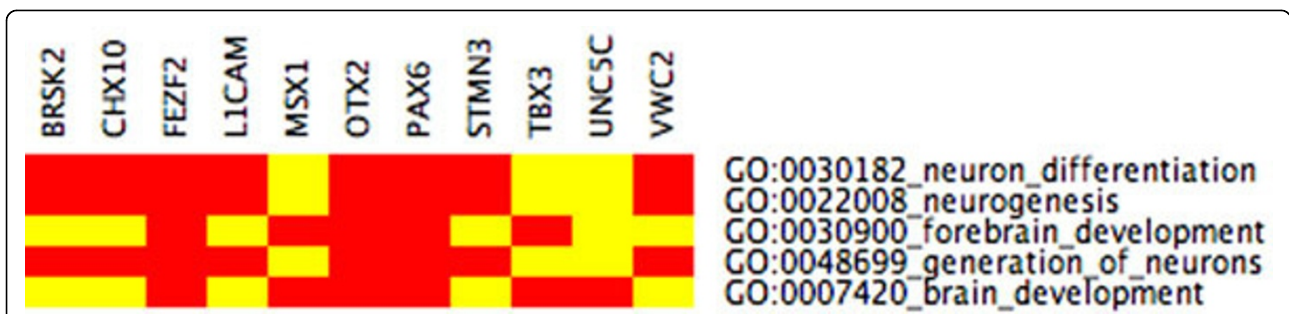 BRSK2
CHX10
FEZF2
L1CAM
MSX1
OTX2
PAX6
STMN3
TBX3
UNC5C
VWC2
GO:0030182_neuron_differentiation
GO:0022008_neurogenesis
GO:0030900_forebrain_development
GO:0048699_generation_of_neurons
GO:0007420_brain_development